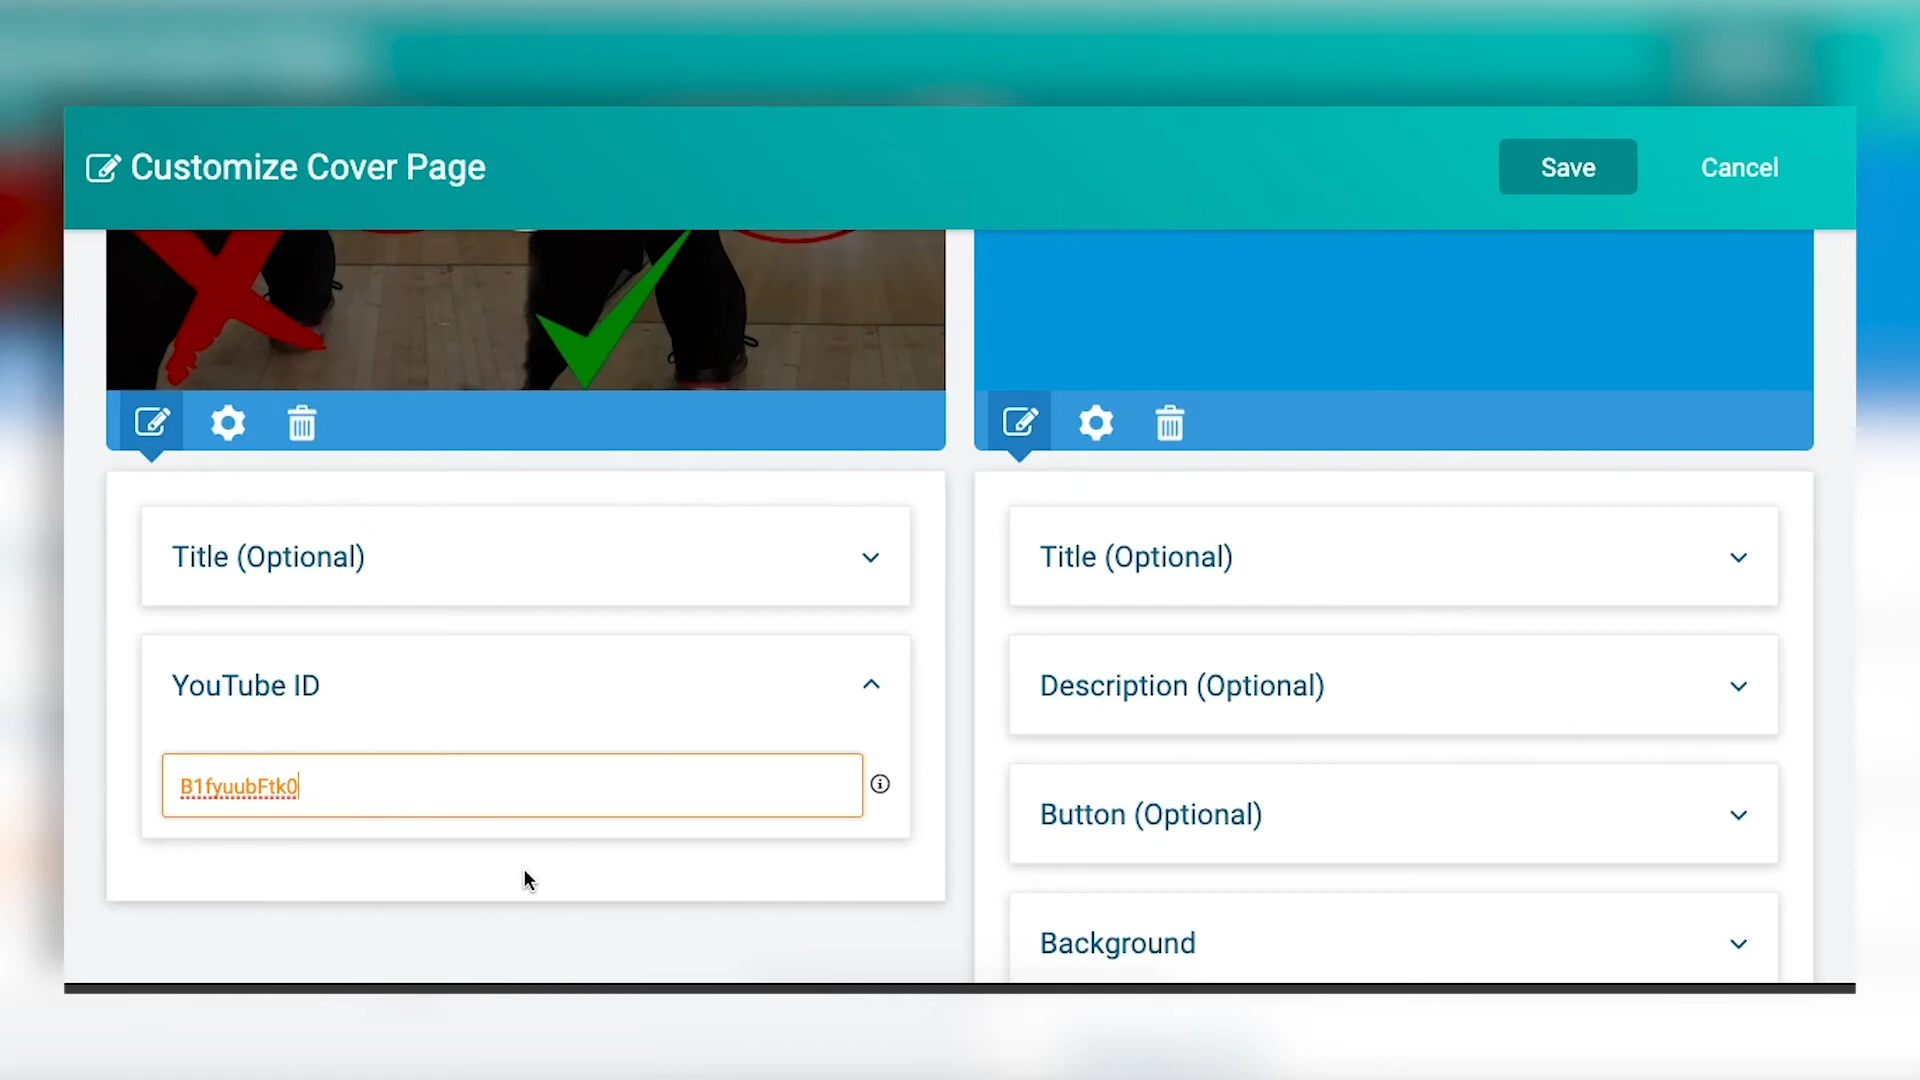 Customize Cover Page
Save
Cancel
Title (Optional)
YouTube ID
B1fyuubFtk0
Title (Optional)
Description (Optional)
Button (Optional)
Background